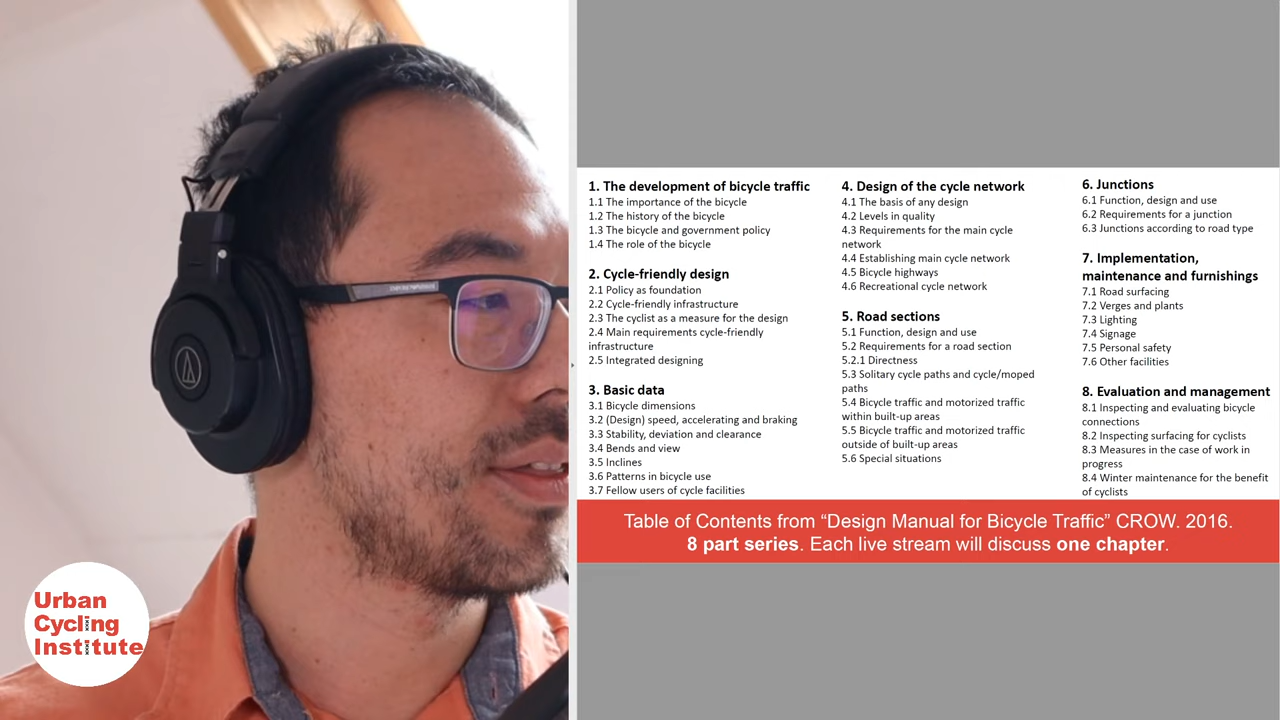 Urban
Cycling
Institute
1. The development of bicycle traffic
1.1 The importance of the bicycle
1.2 The history of the bicycle
1.3 The bicycle and government policy
1.4 The role of the bicycle
2. Cycle-friendly design
2.1 Policy as foundation
2.2 Cycle-friendly infrastructure
2.3 The cyclist as a measure for the design
2.4 Main requirements cycle-friendly
infrastructure
2.5 Integrated designing
3. Basic data
3.1 Bicycle dimensions
3.2 (Design) speed, accelerating and braking
3.3 Stability, deviation and clearance
3.4 Bends and view
3.5 Inclines
3.6 Patterns in bicycle use
3.7 Fellow users of cycle facilities
4. Design of the cycle network
4.1 The basis of any design
4.2 Levels in quality
4.3 Requirements for the main cycle
network
4.4 Establishing main cycle network
4.5 Bicycle highways
4.6 Recreational cycle network
5. Road sections
5.1 Function, design and use
5.2 Requirements for a road section
5.2.1 Directness
5.3 Solitary cycle paths and cycle/moped
paths
5.4 Bicycle traffic and motorized traffic
within built-up areas
5.5 Bicycle traffic and motorized traffic
outside of built-up areas
5.6 Special situations
6. Junctions
6.1 Function, design and use
6.2 Requirements for a junction
6.3 Junctions according to road type
7. Implementation,
maintenance and furnishings
7.1 Road surfacing
7.2 Verges and plants
7.3 Lighting
7.4 Signage
7.5 Personal safety
7.6 Other facilities
8. Evaluation and management
8.1 Inspecting and evaluating bicycle
connections
8.2 Inspecting surfacing for cyclists
8.3 Measures in the case of work in
progress
8.4 Winter maintenance for the benefit
of cyclists
Table of Contents from “Design Manual for Bicycle Traffic” CROW. 2016.
8 part series. Each live stream will discuss one chapter.